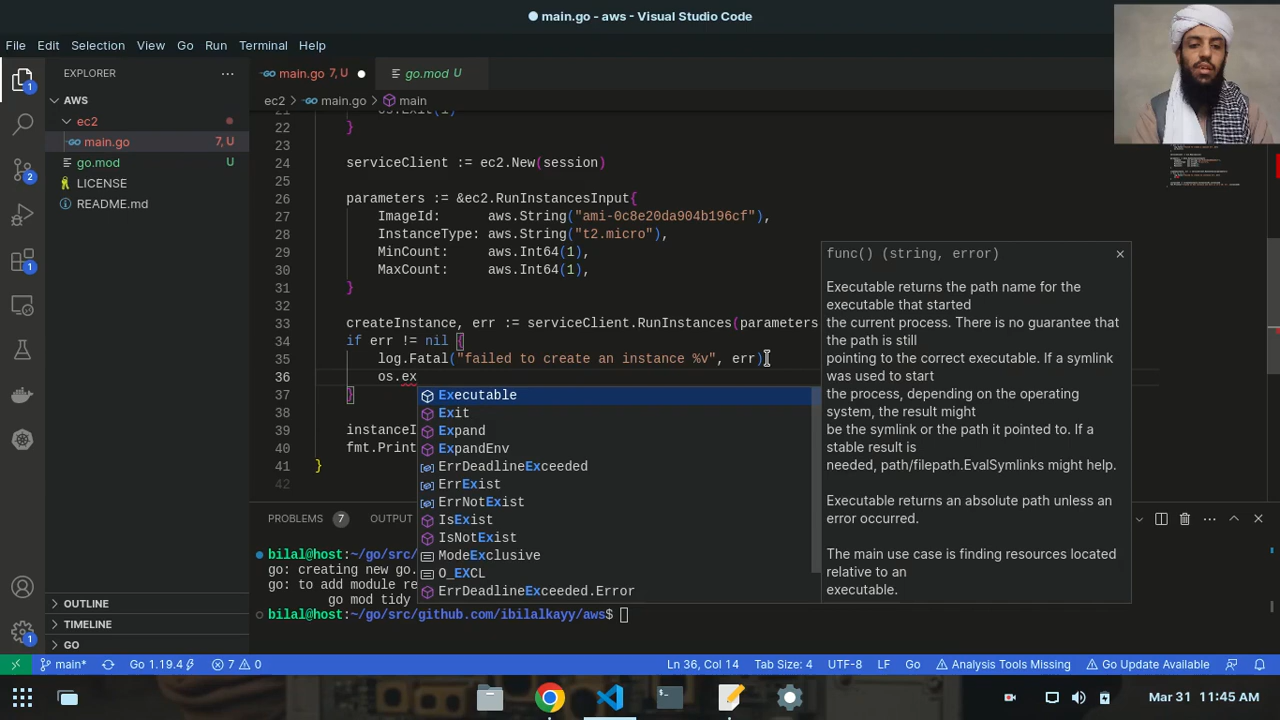 main.go - aws - Visual Studio Code
File Edit Selection View Go Run Terminal Help
EXPLORER
main.go 7, U
go.mod U
AWS
ec2 > main.go > main
ec2
main.go 7, U
go.mod U
LICENSE
README.md
21 os.Exit(1)
22 }
23
24 serviceClient := ec2.New(session)
25
26 parameters := &ec2.RunInstancesInput{
27 ImageId: aws.String("ami-0c8e20da904b196cf"),
28 InstanceType: aws.String("t2.micro"),
29 MinCount: aws.Int64(1),
30 MaxCount: aws.Int64(1),
31 }
32
33 createInstance, err := serviceClient.RunInstances(parameters
34 if err != nil {
35 log.Fatal("failed to create an instance %v", err)
36 os.ex
37 }
38
39 instanceI
40 fmt.Print
41 }
42
Executable
Exit
Expand
ExpandEnv
ErrDeadlineExceeded
ErrExist
ErrNotExist
IsExist
IsNotExist
ModeExclusive
O_EXCL
ErrDeadlineExceeded.Error
func() (string, error)
Executable returns the path name for the
executable that started
the current process. There is no guarantee that
the path is still
pointing to the correct executable. If a symlink
was used to start
the process, depending on the operating
system, the result might
be the symlink or the path it pointed to. If a
stable result is
needed, path/filepath.EvalSymlinks might help.
Executable returns an absolute path unless an
error occurred.
The main use case is finding resources located
relative to an
executable.
PROBLEMS 7 OUTPUT
bilal@host:~/go/src/
go: creating new go.
go: to add module re
go mod tidy
bilal@host:~/go/src/github.com/ibilalkayy/aws$
OUTLINE
TIMELINE
GO
main* Go 1.19.4 7 0 Ln 36, Col 14 Tab Size: 4 UTF-8 LF Go Analysis Tools Missing Go Update Available
Mar 31 11:45 AM